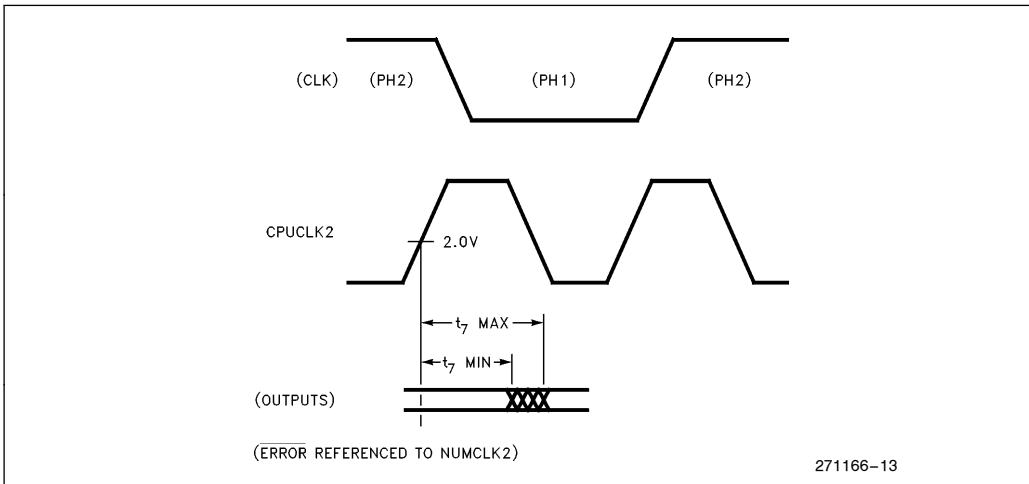 (CLK) (PH2) (PH1) (PH2)
CPUCLK2 2.0V
t7 MAX
t7 MIN
(OUTPUTS)
(ERROR REFERENCED TO NUMCLK2)
271166–13